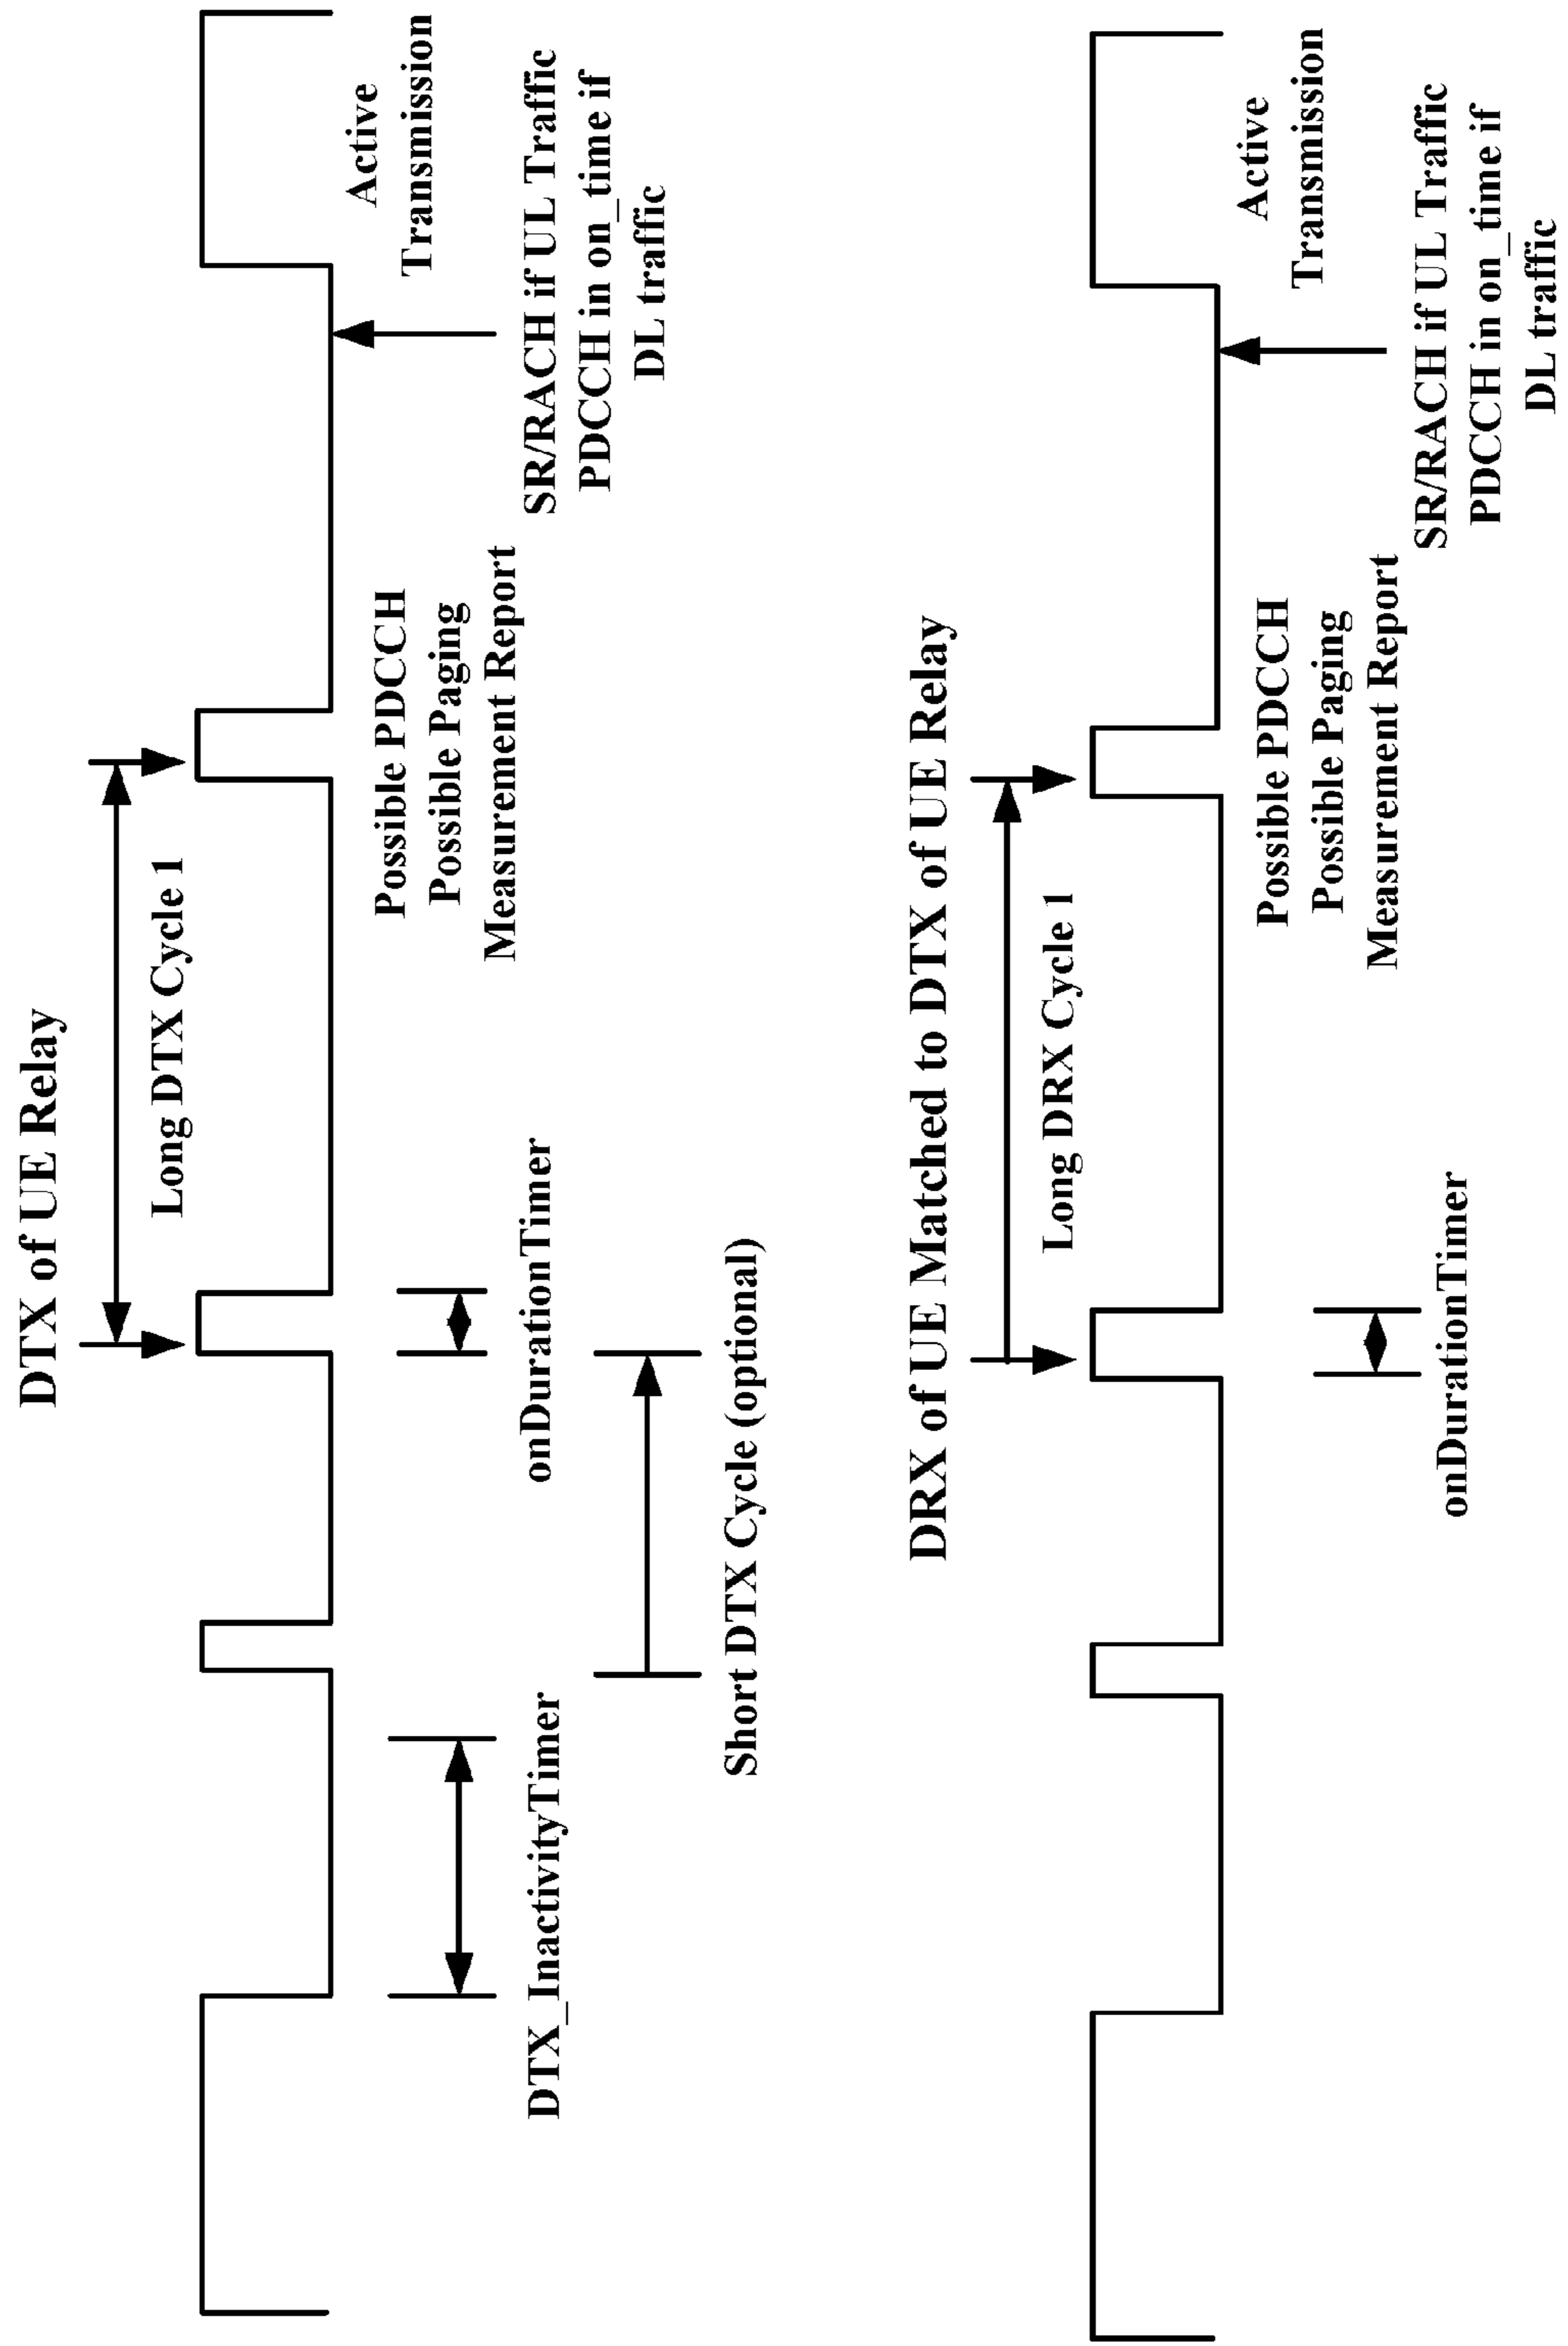 DTX of UE Relay
Long DTX Cycle 1
Possible PDCCH
Possible Paging
Measurement Report
Active
Transmission
SR/RACH if UL Traffic
PDCCH in on_time if
DL traffic
DTX_InactivityTimer
onDurationTimer
Short DTX Cycle (optional)
DRX of UE Matched to DTX of UE Relay
Long DRX Cycle 1
onDurationTimer
Possible PDCCH
Possible Paging
Measurement Report
Active
Transmission
SR/RACH if UL Traffic
PDCCH in on_time if
DL traffic